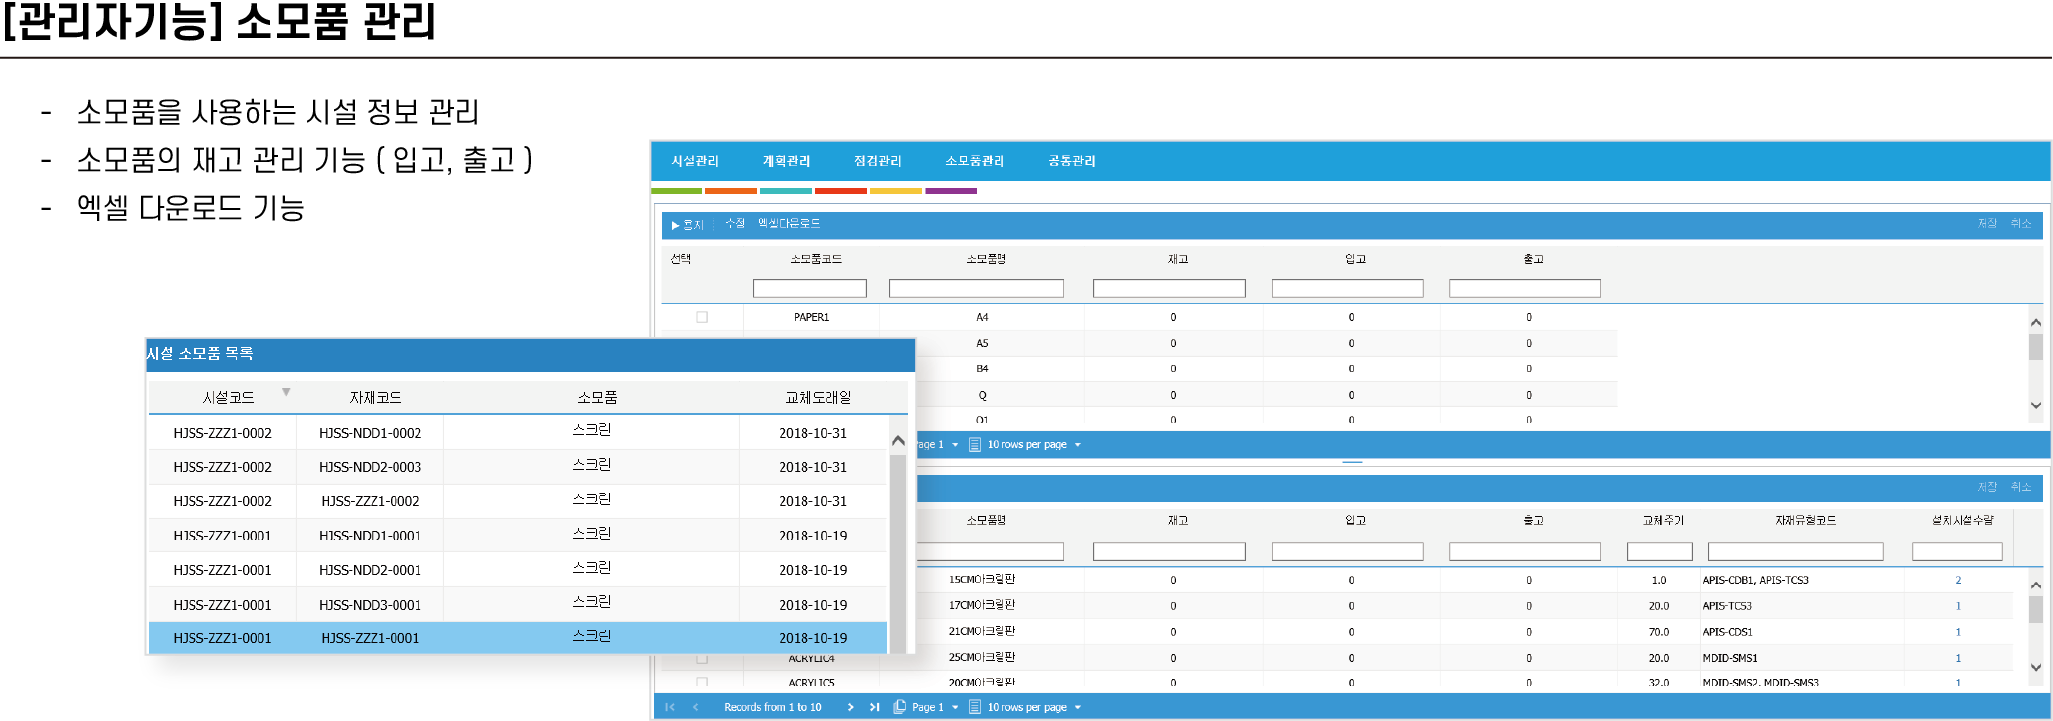 [관리자기능] 소모품 관리
- 소모품을 사용하는 시설 정보 관리
- 소모품의 재고 관리 기능 ( 입고, 출고 )
- 엑셀 다운로드 기능
시설관리 계획관리 점검관리 소모품관리 공통관리
▶ 용지 수정 엑셀다운로드 저장 취소
선택 소모품코드 소모품명 재고 입고 출고
PAPER1 A4 0 0 0
A5 0 0 0
B4 0 0 0
Q 0 0 0
Q1 0 0 0
Page 1 10 rows per page
시설 소모품 목록
시설코드 자재코드 소모품 교체도래일
HJSS-ZZZ1-0002 HJSS-NDD1-0002 스크린 2018-10-31
HJSS-ZZZ1-0002 HJSS-NDD2-0003 스크린 2018-10-31
HJSS-ZZZ1-0002 HJSS-ZZZ1-0002 스크린 2018-10-31
HJSS-ZZZ1-0001 HJSS-NDD1-0001 스크린 2018-10-19
HJSS-ZZZ1-0001 HJSS-NDD2-0001 스크린 2018-10-19
HJSS-ZZZ1-0001 HJSS-NDD3-0001 스크린 2018-10-19
HJSS-ZZZ1-0001 HJSS-ZZZ1-0001 스크린 2018-10-19
저장 취소
소모품명 재고 입고 출고 교체주기 자재유형코드 설치시설수량
15CM아크릴판 0 0 0 1.0 APIS-CDB1, APIS-TCS3 2
17CM아크릴판 0 0 0 20.0 APIS-TCS3 1
21CM아크릴판 0 0 0 70.0 APIS-CDS1 1
ACRYLIC4 25CM아크릴판 0 0 0 20.0 MDID-SMS1 1
ACRYLIC5 20CM아크릴판 0 0 0 32.0 MDID-SMS2, MDID-SMS3 1
Records from 1 to 10 Page 1 10 rows per page